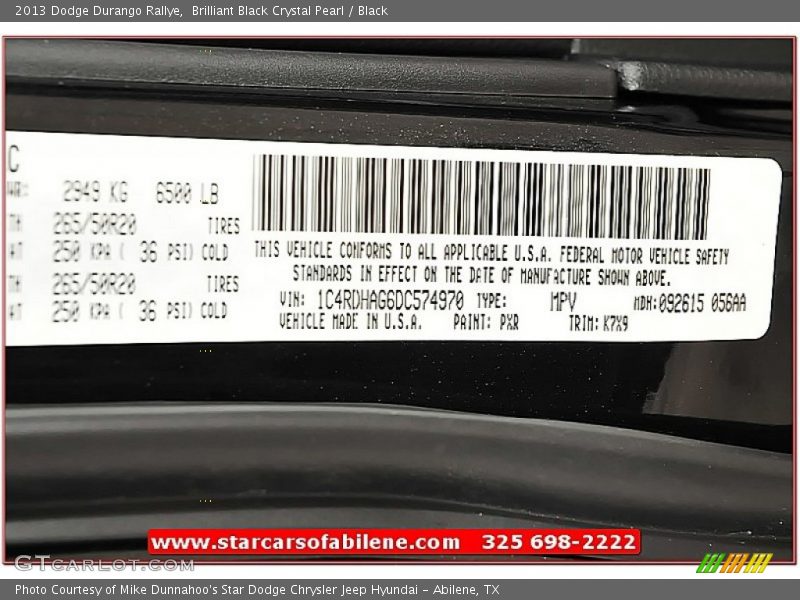 2013 Dodge Durango Rallye,  Brilliant Black Crystal Pearl / Black
C
2949 KG 6500 LB
265/50R20 TIRES
250 KPA ( 36 PSI) COLD
265/50R20 TIRES
250 KPA ( 36 PSI) COLD
THIS VEHICLE CONFORMS TO ALL APPLICABLE U.S.A. FEDERAL MOTOR VEHICLE SAFETY
STANDARDS IN EFFECT ON THE DATE OF MANUFACTURE SHOWN ABOVE.
VIN: 1C4RDHAG6DC574970 TYPE: MPV MDH:092615 056AA
VEHICLE MADE IN U.S.A. PAINT: PXR TRIM: K7X9
www.starcarsofabilene.com 325 698-2222
GTCARLOT.COM
Photo Courtesy of Mike Dunnahoo's Star Dodge Chrysler Jeep Hyundai – Abilene, TX